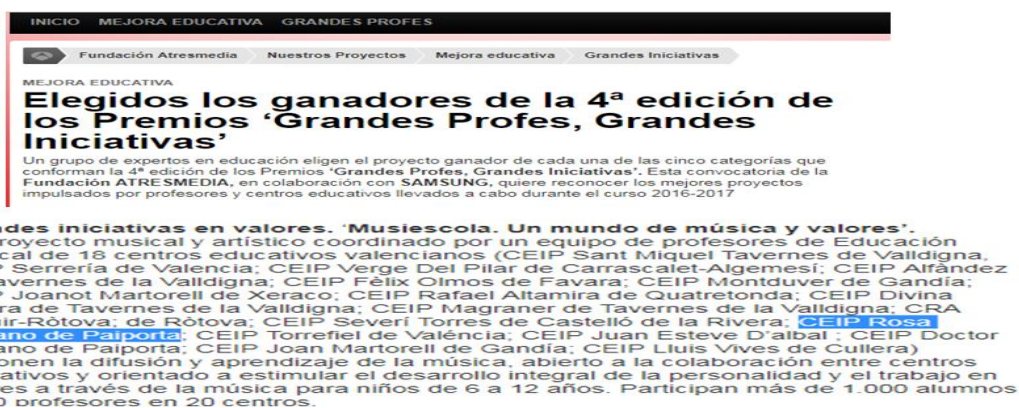 INICIO MEJORA EDUCATIVA GRANDES PROFES
Fundación Atresmedia Nuestros Proyectos Mejora educativa Grandes Iniciativas
MEJORA EDUCATIVA
Elegidos los ganadores de la 4ª edición de
los Premios ‘Grandes Profes, Grandes
Iniciativas’
Un grupo de expertos en educación eligen el proyecto ganador de cada una de las cinco categorías que
conforman la 4ª edición de los Premios ‘Grandes Profes, Grandes Iniciativas’. Esta convocatoria de la
Fundación ATRESMEDIA, en colaboración con SAMSUNG, quiere reconocer los mejores proyectos
impulsados por profesores y centros educativos llevados a cabo durante el curso 2016-2017
des iniciativas en valores. ‘Musiescola. Un mundo de música y valores’.
royecto musical y artístico coordinado por un equipo de profesores de Educación
cal de 18 centros educativos valencianos (CEIP Sant Miquel Tavernes de Valldigna,
P Serrería de Valencia; CEIP Verge Del Pilar de Carrascalet-Algemesí; CEIP Alfàndez
avernes de la Valldigna; CEIP Fèlix Olmos de Favara; CEIP Montduver de Gandía;
P Joanot Martorell de Xeraco; CEIP Rafael Altamira de Quatretonda; CEIP Divina
ra de Tavernes de la Valldigna; CEIP Magraner de Tavernes de la Valldigna; CRA
uir-Ròtova; de Ròtova; CEIP Severí Torres de Castelló de la Rivera; CEIP Rosa
ano de Paiporta; CEIP Torrefiel de Valéncia; CEIP Juan Esteve D'albal ; CEIP Doctor
ano de Paiporta; CEIP Joan Martorell de Gandía; CEIP Lluis Vives de Cullera)
onen la difusión y aprendizaje de la música, abierto a la colaboración entre centros
ativos y orientado a estimular el desarrollo integral de la personalidad y el trabajo en
es a través de la música para niños de 6 a 12 años. Participan más de 1.000 alumnos
0 profesores en 20 centros.